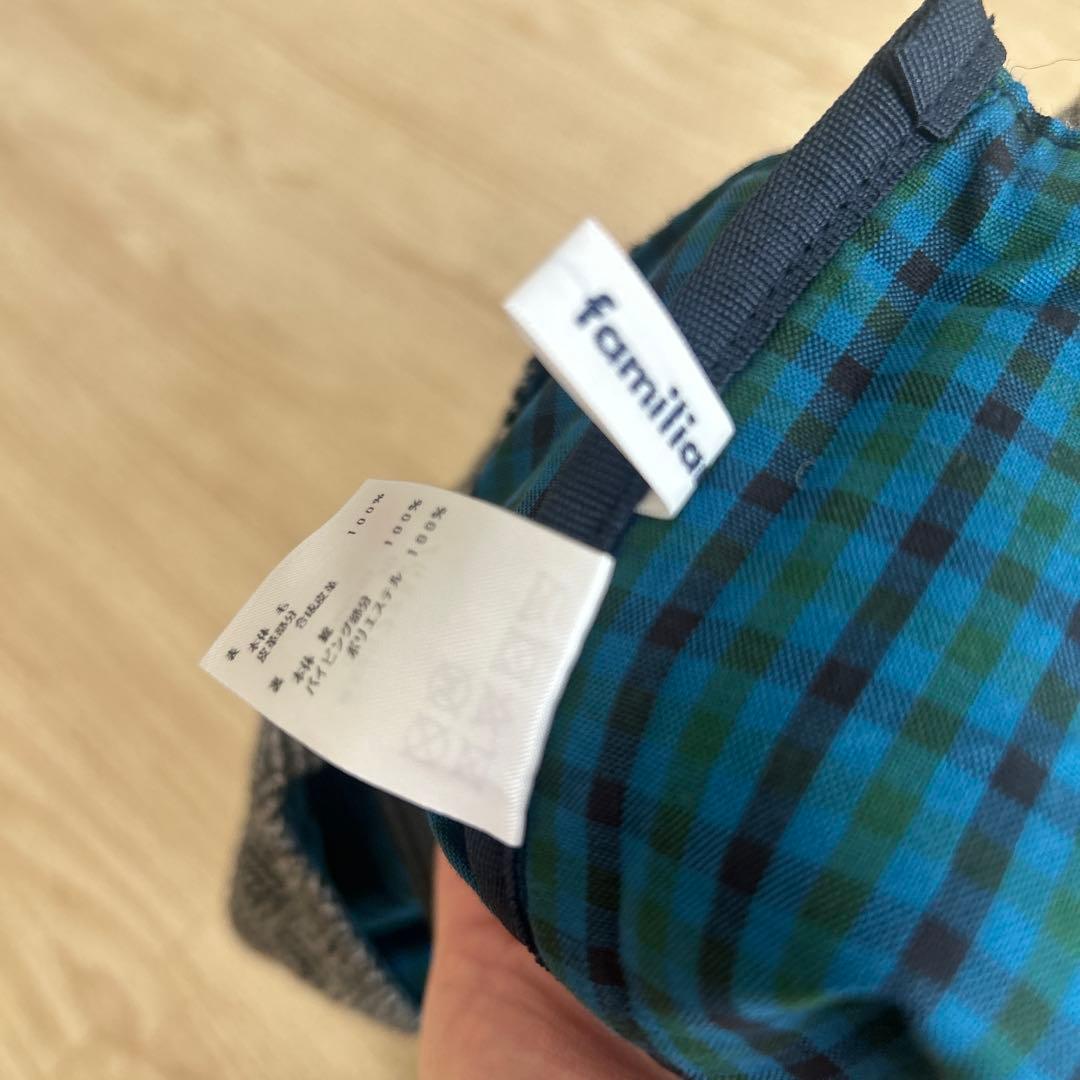 familiar
表 本体 毛 100%
皮革部分
合成皮革
裏 本体 綿 100%
パイピング部分
ポリエステル 100%